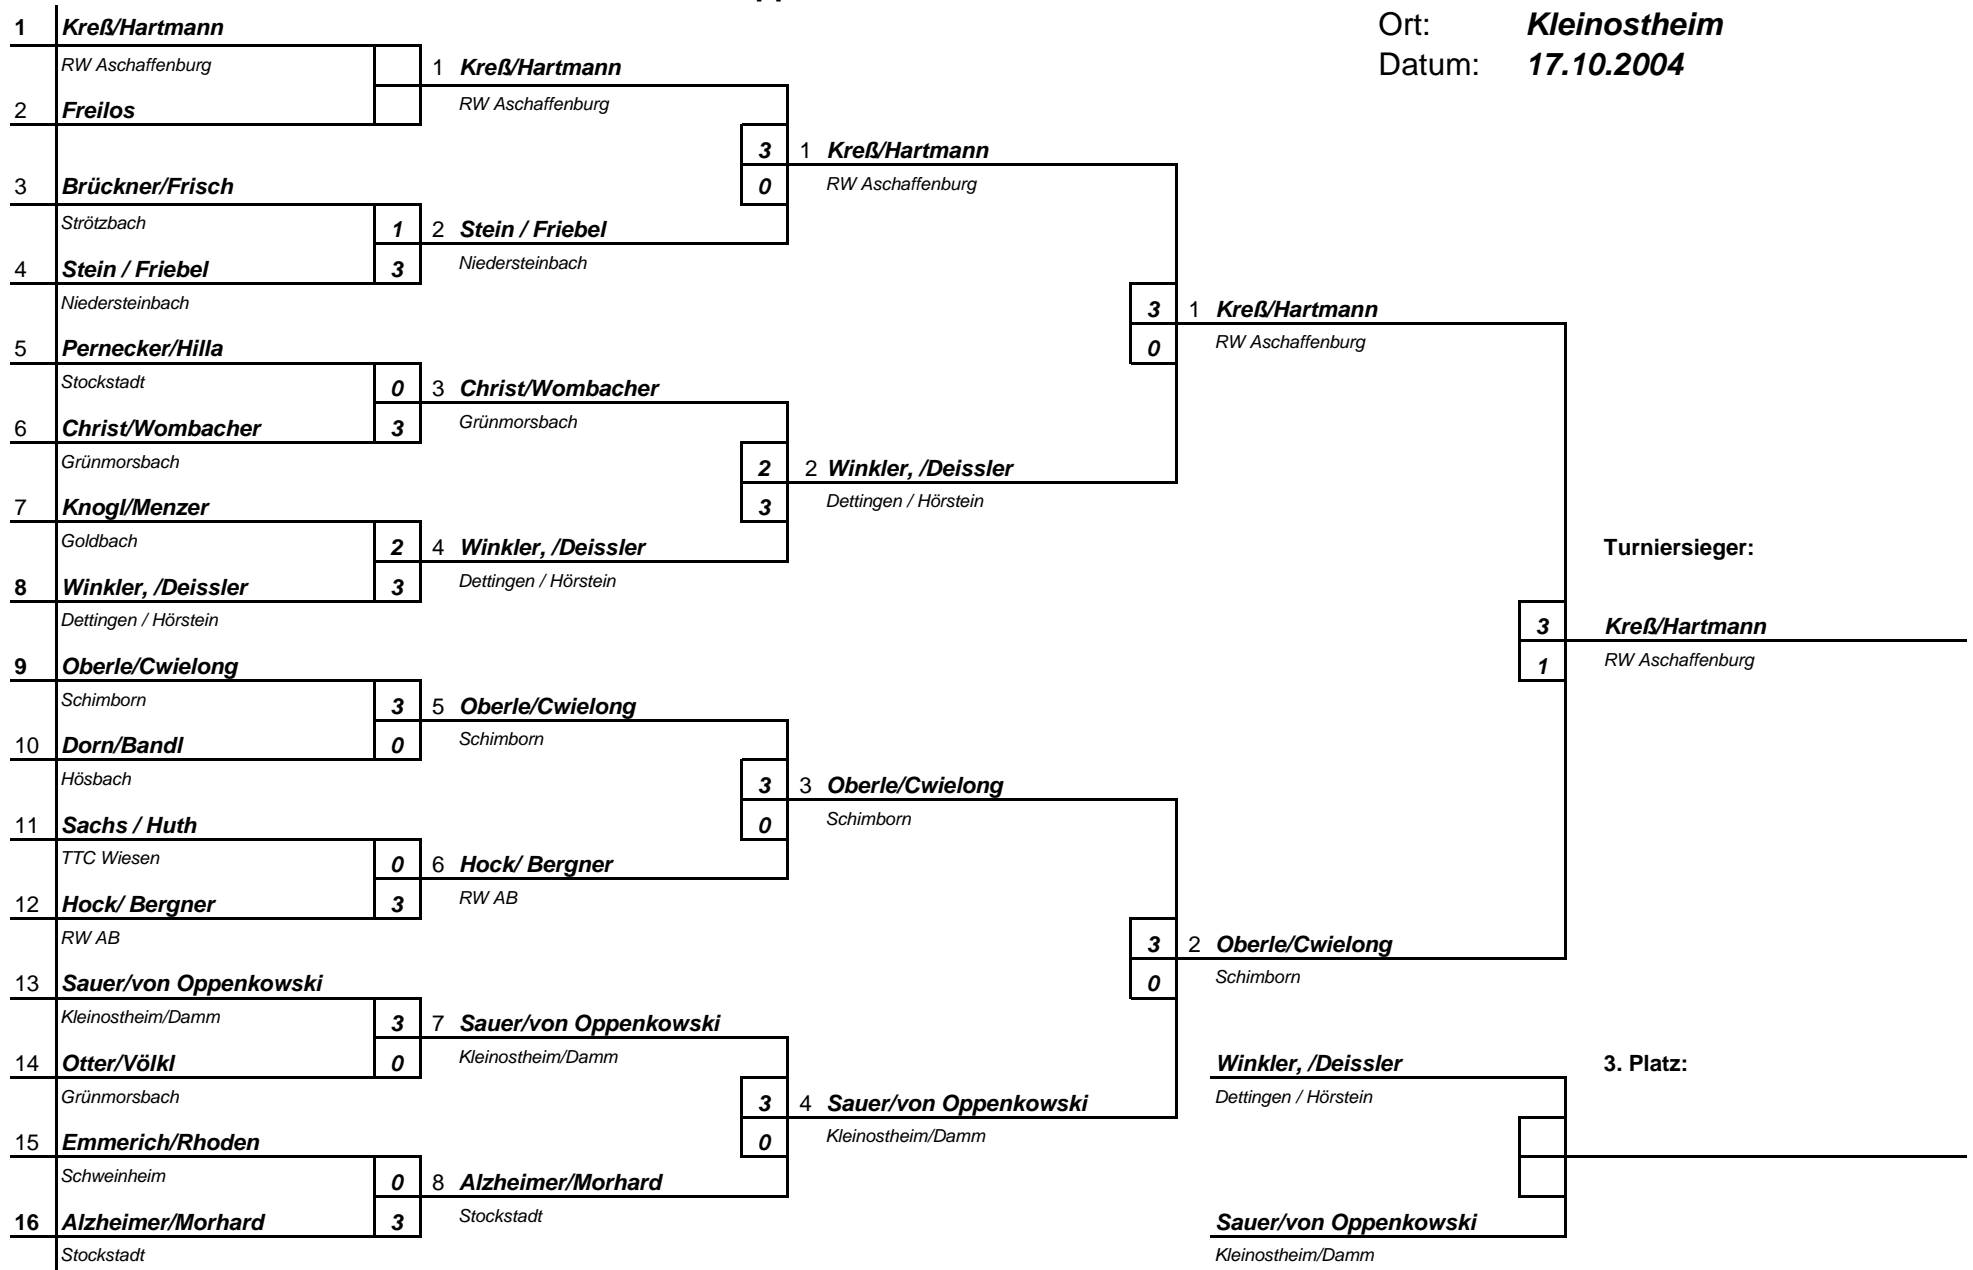 Ort: Kleinostheim
Datum: 17.10.2004
1 Kreß/Hartmann
RW Aschaffenburg
2 Freilos
3 Brückner/Frisch
Strötzbach 1
4 Stein / Friebel 3
Niedersteinbach
5 Pernecker/Hilla
Stockstadt 0
6 Christ/Wombacher 3
Grünmorsbach
7 Knogl/Menzer
Goldbach 2
8 Winkler, /Deissler 3
Dettingen / Hörstein
9 Oberle/Cwielong
Schimborn 3
10 Dorn/Bandl 0
Hösbach
11 Sachs / Huth
TTC Wiesen 0
12 Hock/ Bergner 3
RW AB
13 Sauer/von Oppenkowski
Kleinostheim/Damm 3
14 Otter/Völkl 0
Grünmorsbach
15 Emmerich/Rhoden
Schweinheim 0
16 Alzheimer/Morhard 3
Stockstadt
1 Kreß/Hartmann
RW Aschaffenburg
3
0
2 Stein / Friebel
Niedersteinbach
3 Christ/Wombacher
Grünmorsbach
2
3
4 Winkler, /Deissler
Dettingen / Hörstein
5 Oberle/Cwielong
Schimborn
3
0
6 Hock/ Bergner
RW AB
7 Sauer/von Oppenkowski
Kleinostheim/Damm
3
0
8 Alzheimer/Morhard
Stockstadt
1 Kreß/Hartmann
RW Aschaffenburg
3
0
2 Winkler, /Deissler
Dettingen / Hörstein
3 Oberle/Cwielong
Schimborn
3
0
4 Sauer/von Oppenkowski
Kleinostheim/Damm
1 Kreß/Hartmann
RW Aschaffenburg
3
1
2 Oberle/Cwielong
Schimborn
Turniersieger:
Kreß/Hartmann
RW Aschaffenburg
Winkler, /Deissler
Dettingen / Hörstein
3. Platz:
Sauer/von Oppenkowski
Kleinostheim/Damm